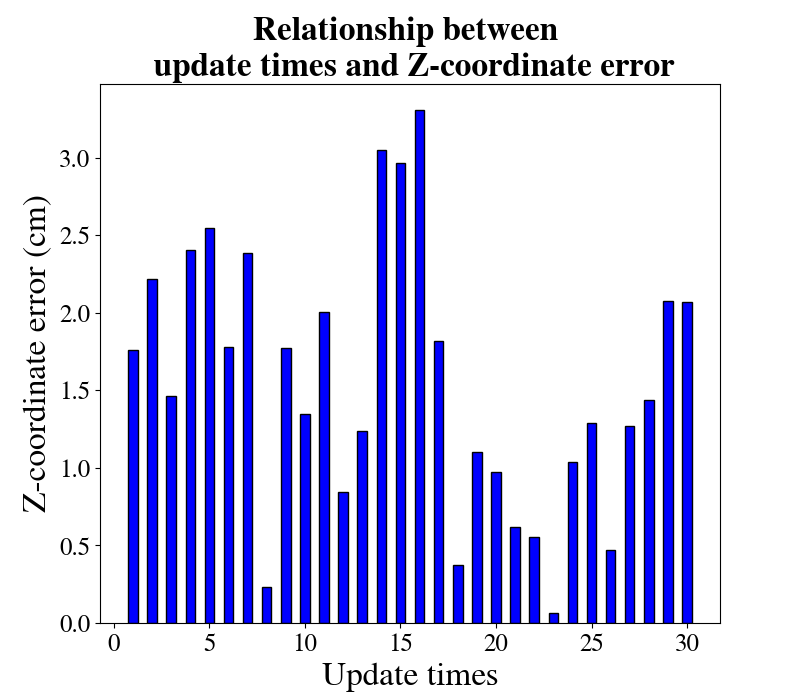 Relationship between
update times and Z-coordinate error
Z-coordinate error (cm)
3.0
2.5
2.0
1.5
1.0
0.5
0.0
0 5 10 15 20 25 30
Update times